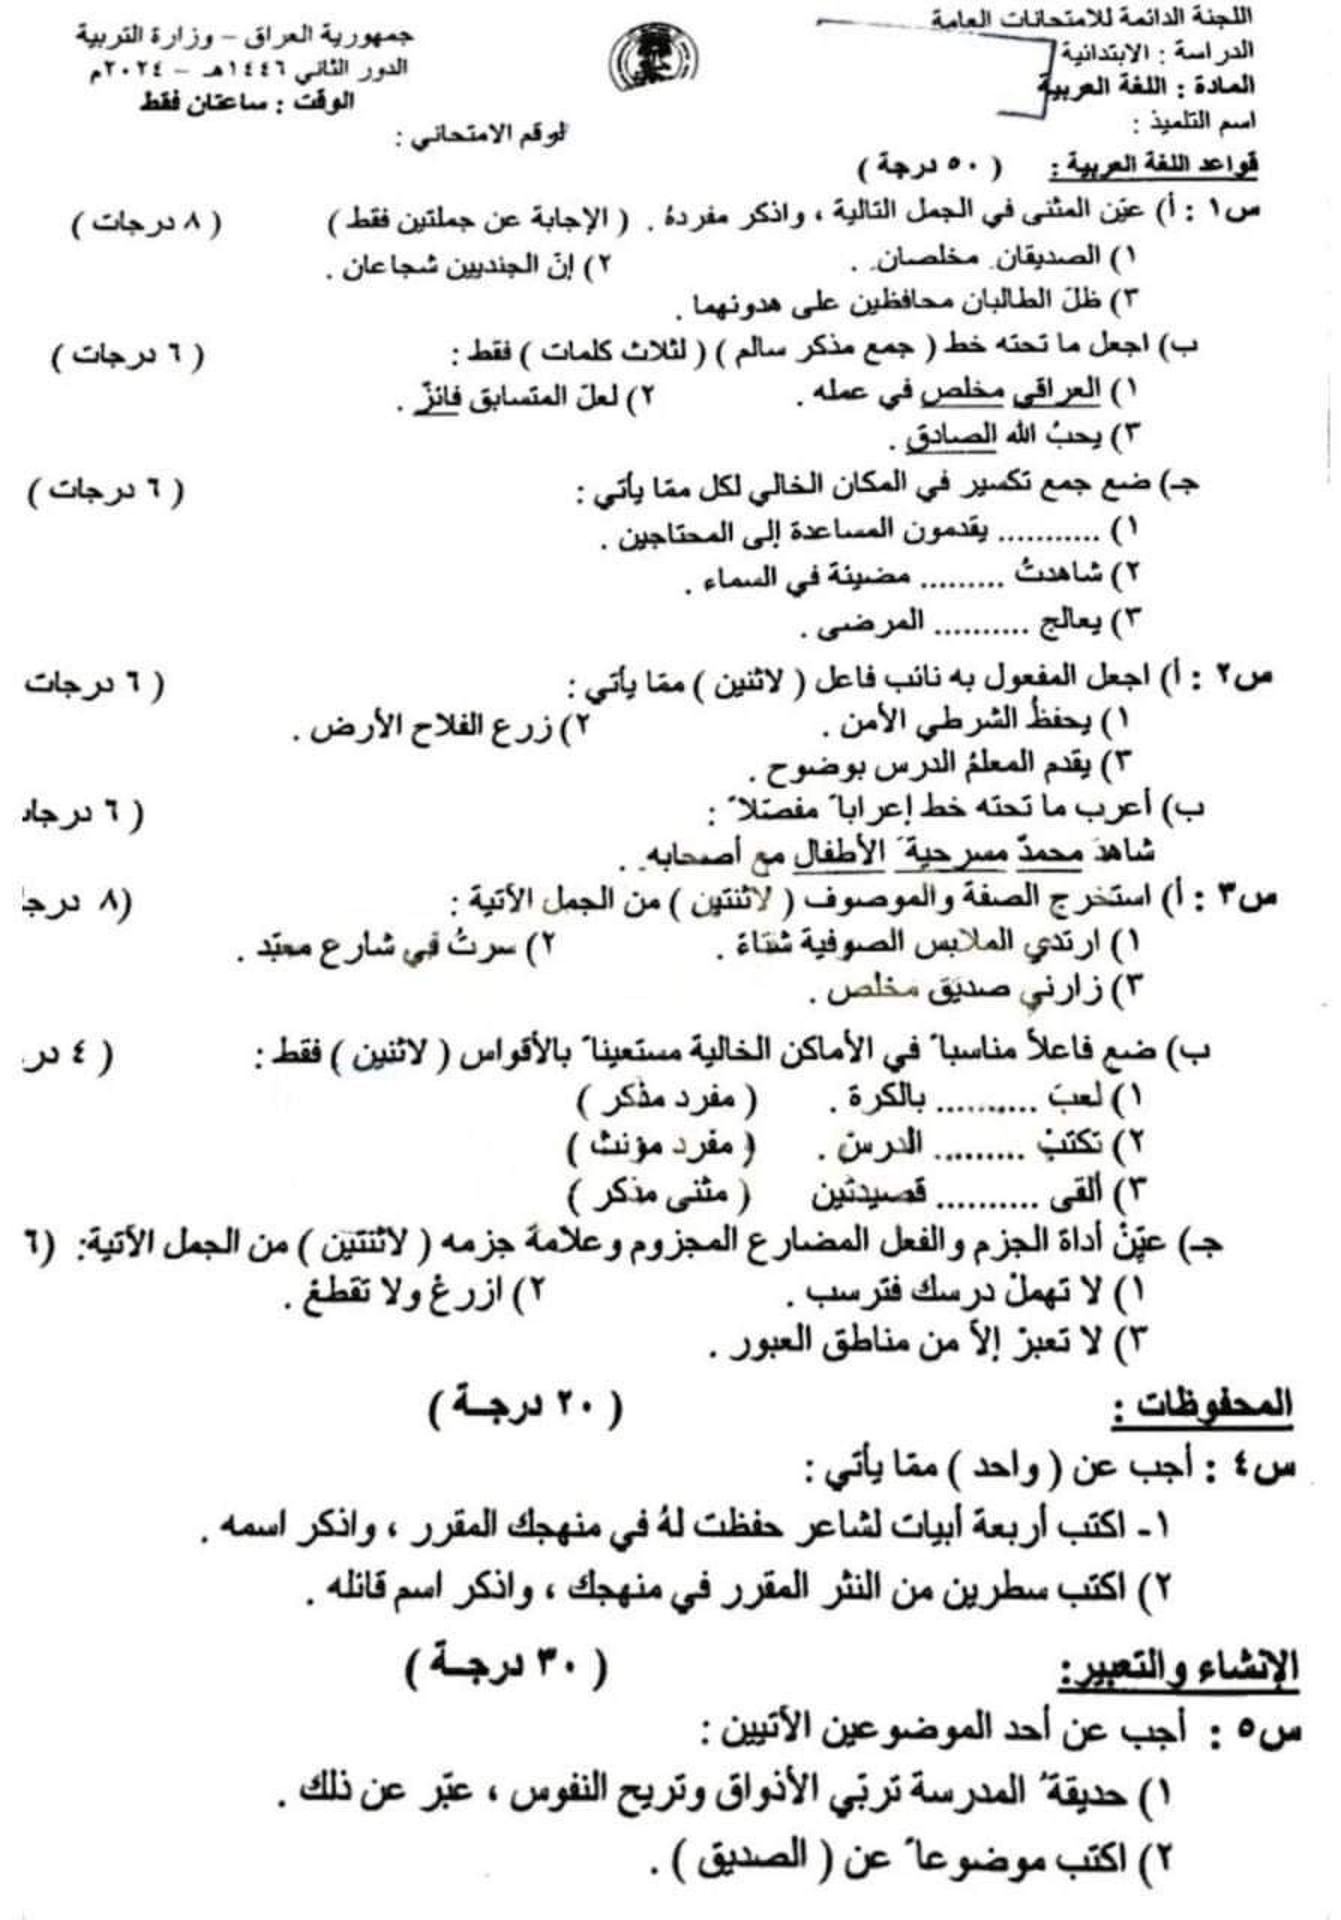 اللجنة الدائمة للامتحانات العامة
الدراسة : الابتدائية
المادة : اللغة العربية
اسم التلميذ :
جمهورية العراق – وزارة التربية
الدور الثاني ١٤٤٦هـ – ٢٠٢٤م
الوقت : ساعتان فقط
لرقم الامتحاني :
قواعد اللغة العربية : ( ٥٠ درجة )
س١ : أ) عيّن المثنى في الجمل التالية ، واذكر مفردهُ . ( الإجابة عن جملتين فقط ) ( ٨ درجات )
١) الصديقان مخلصان . ٢) إنّ الجنديين شجاعان .
٣) ظلّ الطالبان محافظين على هدوئهما .
ب) اجعل ما تحته خط ( جمع مذكر سالم ) ( لثلاث كلمات ) فقط : ( ٦ درجات )
١) العراقي مخلص في عمله . ٢) لعلّ المتسابق فائزٌ .
٣) يحبُ الله الصادق .
جـ) ضع جمع تكسير في المكان الخالي لكل ممّا يأتي : ( ٦ درجات )
١) ........... يقدمون المساعدة إلى المحتاجين .
٢) شاهدتُ ......... مضيئة في السماء .
٣) يعالج .......... المرضى .
س٢ : أ) اجعل المفعول به نائب فاعل ( لاثنين ) ممّا يأتي : ( ٦ درجات
١) يحفظُ الشرطي الأمن . ٢) زرع الفلاح الأرض .
٣) يقدم المعلمُ الدرس بوضوح .
ب) أعرب ما تحته خط إعراباً مفصّلاً : ( ٦ درجات
شاهدَ محمدٌ مسرحيةَ الأطفال مع أصحابه .
س٣ : أ) استخرج الصفة والموصوف ( لاثنتين ) من الجمل الآتية : (٨ درجا
١) ارتدي الملابس الصوفية شتاءً . ٢) سرتُ في شارع معبّد .
٣) زارني صديق مخلص .
ب) ضع فاعلاً مناسباً في الأماكن الخالية مستعيناً بالأقواس ( لاثنين ) فقط : ( ٤ در
١) لعبَ .......... بالكرة . ( مفرد مذكر )
٢) تكتبُ ......... الدرسَ . ( مفرد مؤنث )
٣) ألقى .......... قصيدتين ( مثنى مذكر )
جـ) عيّنْ أداة الجزم والفعل المضارع المجزوم وعلامة جزمه ( لاثنتين ) من الجمل الآتية: (٦
١) لا تهملْ درسك فترسب . ٢) ازرعْ ولا تقطعْ .
٣) لا تعبرْ إلاّ من مناطق العبور .
المحفوظات : ( ٢٠ درجـة )
س٤ : أجب عن ( واحد ) ممّا يأتي :
١- اكتب أربعة أبيات لشاعر حفظت لهُ في منهجك المقرر ، واذكر اسمه .
٢) اكتب سطرين من النثر المقرر في منهجك ، واذكر اسم قائله .
الإنشاء والتعبير: ( ٣٠ درجـة )
س٥ : أجب عن أحد الموضوعين الآتيين :
١) حديقةُ المدرسة تربّي الأذواق وتريح النفوس ، عبّر عن ذلك .
٢) اكتب موضوعاً عن ( الصديق ) .